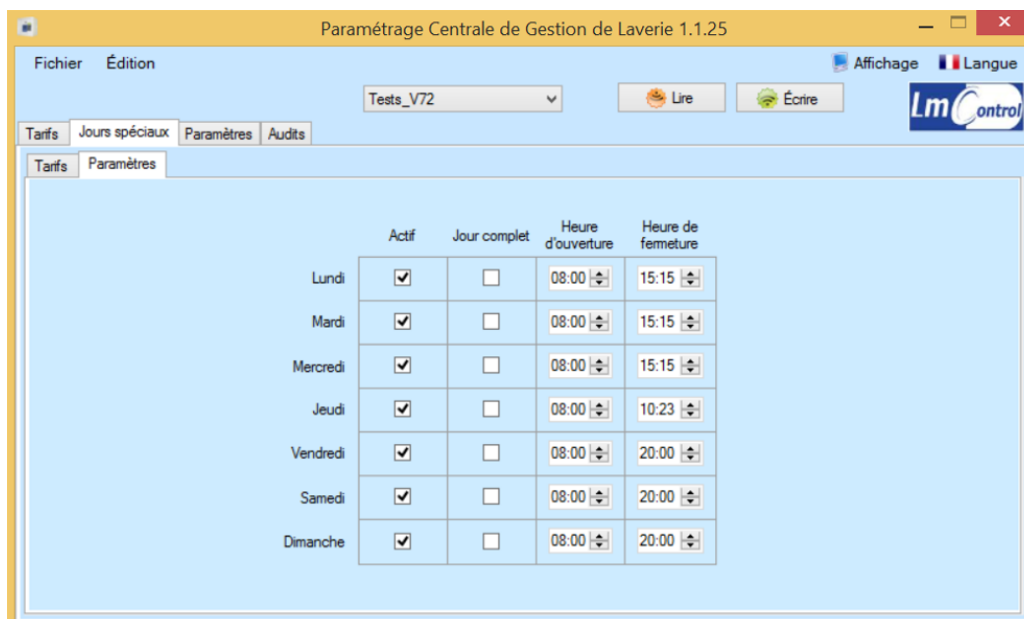 Paramétrage Centrale de Gestion de Laverie 1.1.25
Fichier Édition Affichage Langue
Tests_V72 Lire Écrire
Lm Control
Tarifs Jours spéciaux Paramètres Audits
Tarifs Paramètres
Actif Jour complet Heure d'ouverture Heure de fermeture
Lundi 08:00 15:15
Mardi 08:00 15:15
Mercredi 08:00 15:15
Jeudi 08:00 10:23
Vendredi 08:00 20:00
Samedi 08:00 20:00
Dimanche 08:00 20:00